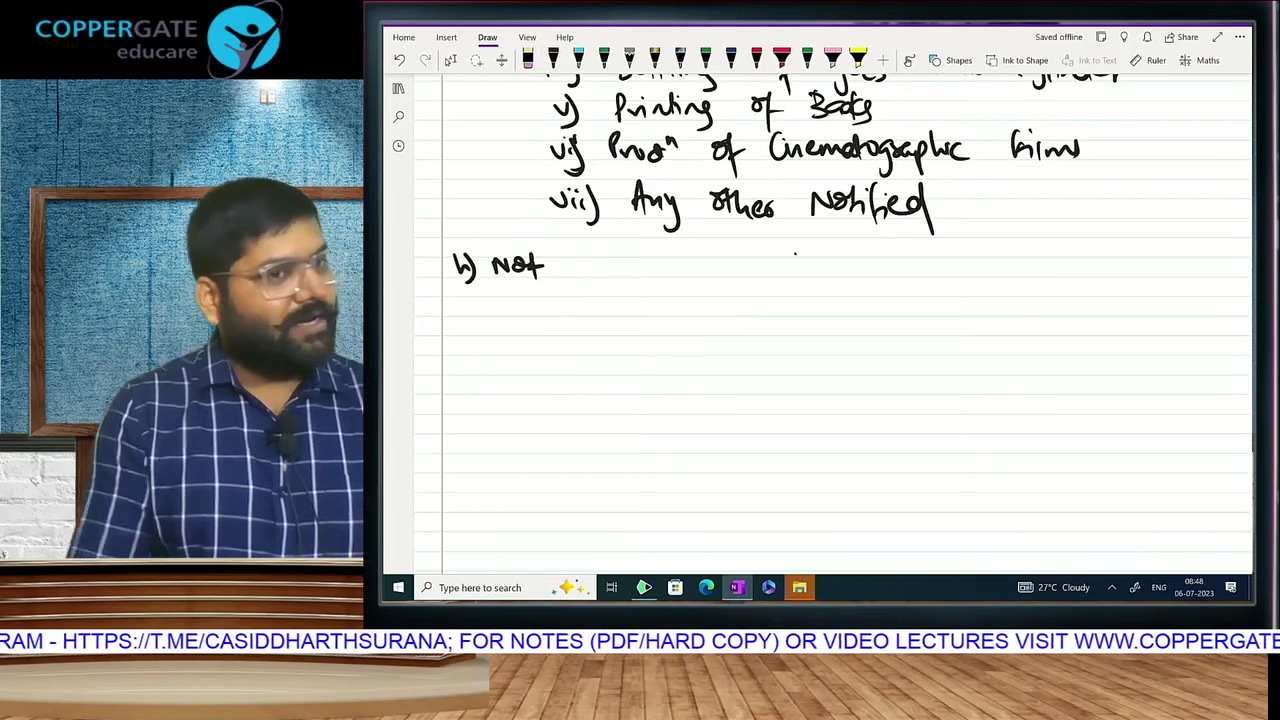 COPPERGATE
educare
Home Insert Draw View Help
Saved offline
Share
Shapes
Ink to Shape
Ink to Text
Ruler
Maths
v) Printing of Books
vi) Prodn of Cinematographic films
vii) Any other Notified
h) Not
Type here to search
27°C Cloudy
ENG
08:48
06-07-2023
RAM - HTTPS://T.ME/CASIDDHARTHSURANA; FOR NOTES (PDF/HARD COPY) OR VIDEO LECTURES VISIT WWW.COPPERGATE